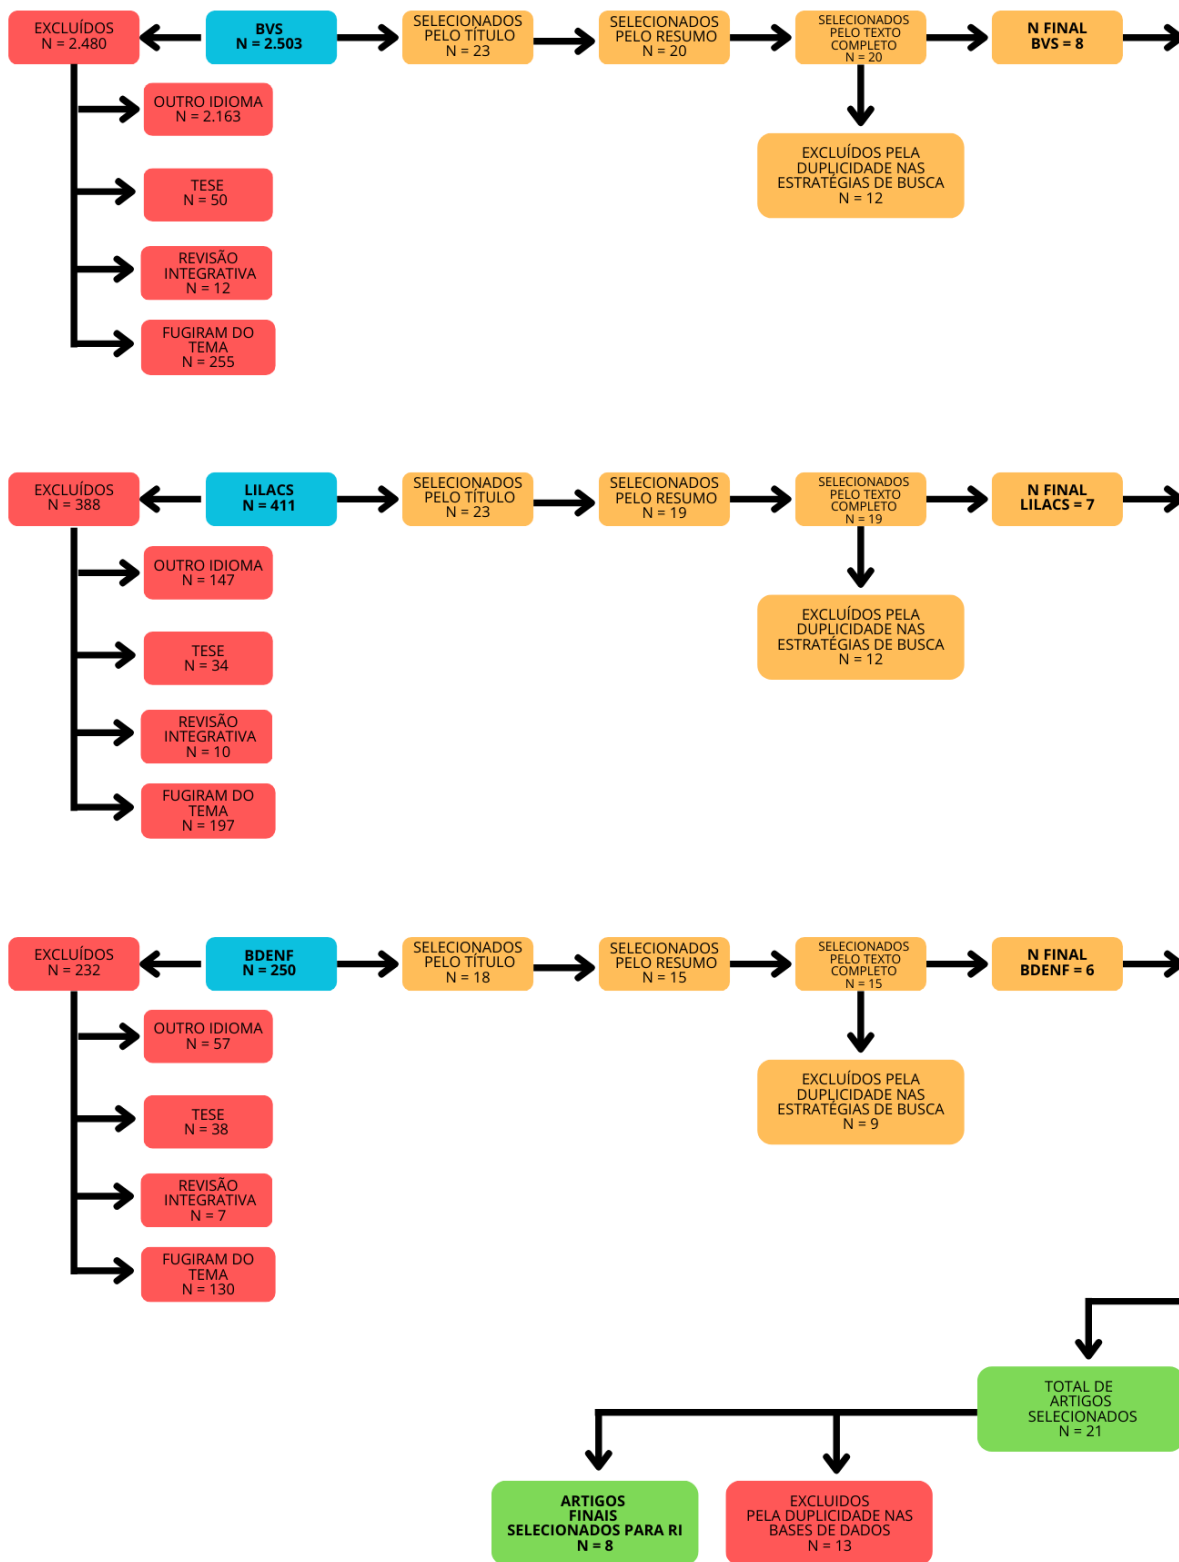 EXCLUÍDOS
N = 2.480
BVS
N = 2.503
SELECIONADOS
PELO TÍTULO
N = 23
SELECIONADOS
PELO RESUMO
N = 20
SELECIONADOS
PELO TEXTO
COMPLETO
N = 20
N FINAL
BVS = 8
OUTRO IDIOMA
N = 2.163
TESE
N = 50
REVISÃO
INTEGRATIVA
N = 12
FUGIRAM DO
TEMA
N = 255
EXCLUÍDOS PELA
DUPLICIDADE NAS
ESTRATÉGIAS DE BUSCA
N = 12
EXCLUÍDOS
N = 388
LILACS
N = 411
SELECIONADOS
PELO TÍTULO
N = 23
SELECIONADOS
PELO RESUMO
N = 19
SELECIONADOS
PELO TEXTO
COMPLETO
N = 19
N FINAL
LILACS = 7
OUTRO IDIOMA
N = 147
TESE
N = 34
REVISÃO
INTEGRATIVA
N = 10
FUGIRAM DO
TEMA
N = 197
EXCLUÍDOS PELA
DUPLICIDADE NAS
ESTRATÉGIAS DE BUSCA
N = 12
EXCLUÍDOS
N = 232
BDENF
N = 250
SELECIONADOS
PELO TÍTULO
N = 18
SELECIONADOS
PELO RESUMO
N = 15
SELECIONADOS
PELO TEXTO
COMPLETO
N = 15
N FINAL
BDENF = 6
OUTRO IDIOMA
N = 57
TESE
N = 38
REVISÃO
INTEGRATIVA
N = 7
FUGIRAM DO
TEMA
N = 130
EXCLUÍDOS PELA
DUPLICIDADE NAS
ESTRATÉGIAS DE BUSCA
N = 9
TOTAL DE
ARTIGOS
SELECIONADOS
N = 21
ARTIGOS
FINAIS
SELECIONADOS PARA RI
N = 8
EXCLUIDOS
PELA DUPLICIDADE NAS
BASES DE DADOS
N = 13